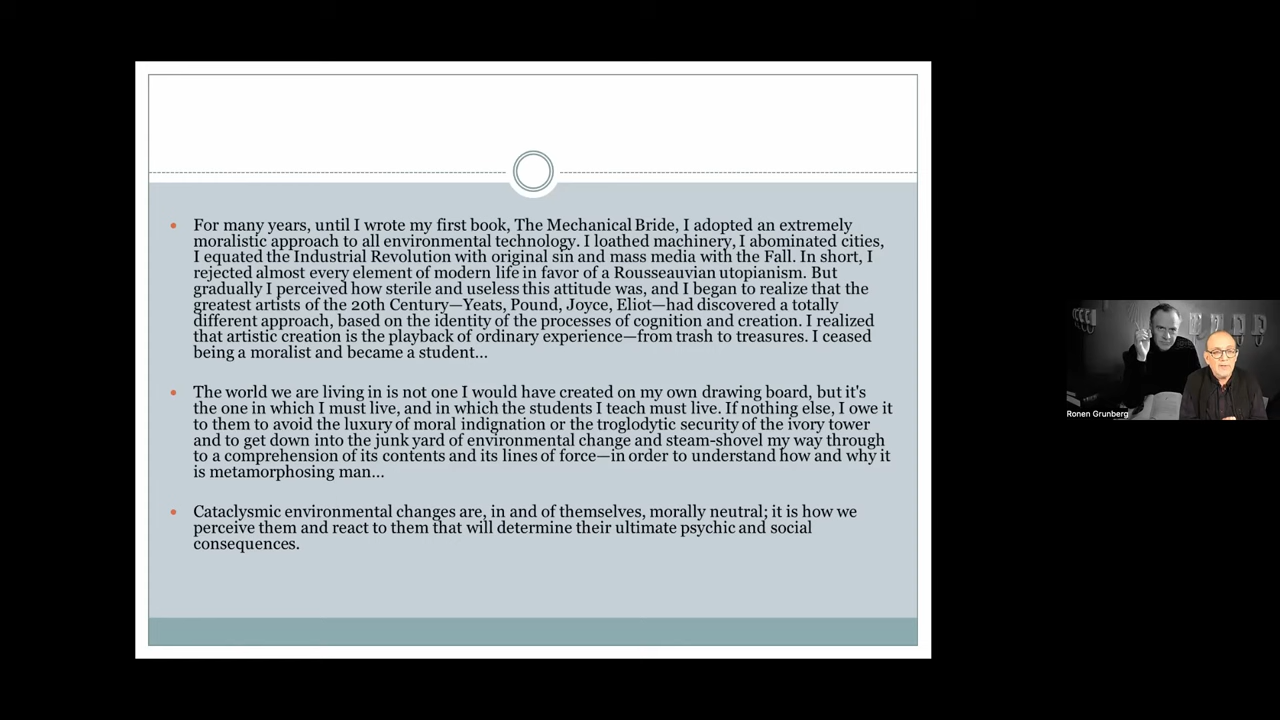 For many years, until I wrote my first book, The Mechanical Bride, I adopted an extremely
moralistic approach to all environmental technology. I loathed machinery, I abominated cities,
I equated the Industrial Revolution with original sin and mass media with the Fall. In short, I
rejected almost every element of modern life in favor of a Rousseauvian utopianism. But
gradually I perceived how sterile and useless this attitude was, and I began to realize that the
greatest artists of the 20th Century—Yeats, Pound, Joyce, Eliot—had discovered a totally
different approach, based on the identity of the processes of cognition and creation. I realized
that artistic creation is the playback of ordinary experience—from trash to treasures. I ceased
being a moralist and became a student...
The world we are living in is not one I would have created on my own drawing board, but it's
the one in which I must live, and in which the students I teach must live. If nothing else, I owe it
to them to avoid the luxury of moral indignation or the troglodytic security of the ivory tower
and to get down into the junk yard of environmental change and steam-shovel my way through
to a comprehension of its contents and its lines of force—in order to understand how and why it
is metamorphosing man...
Cataclysmic environmental changes are, in and of themselves, morally neutral; it is how we
perceive them and react to them that will determine their ultimate psychic and social
consequences.
Ronen Grunberg